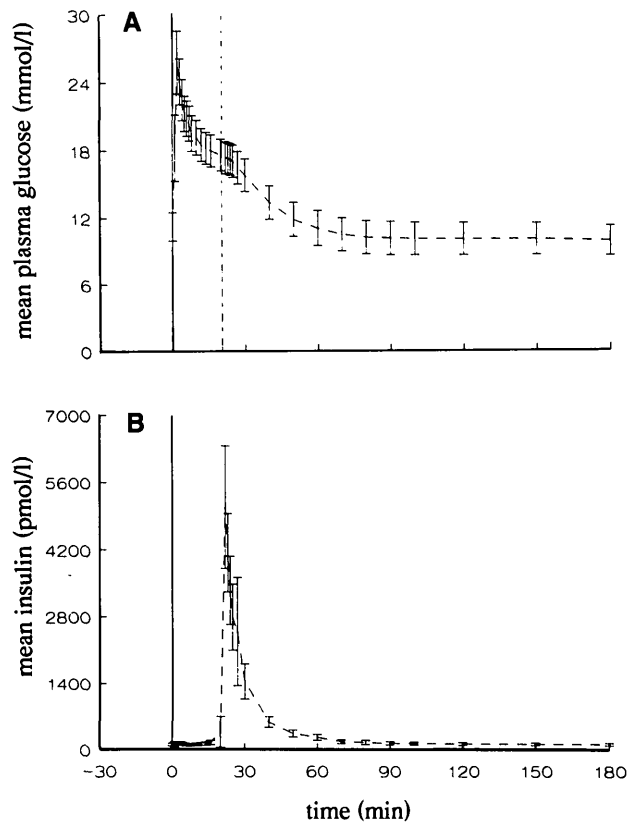 A
mean plasma glucose (mmol/l)
30
24
18
12
6
0
B
mean insulin (pmol/l)
7000
5600
4200
2800
1400
0
-30 0 30 60 90 120 150 180
time (min)